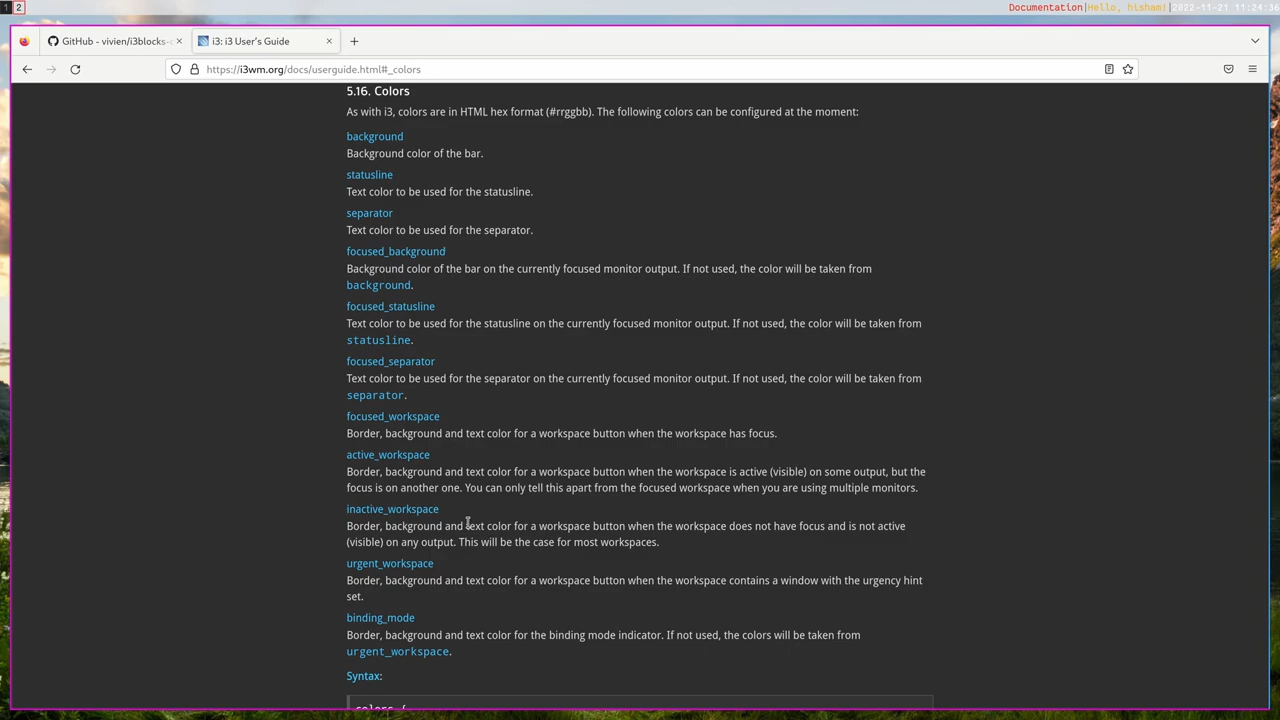 1 2 Documentation|Hello, hisham!|2022-11-21 11:24:36
GitHub - vivien/i3blocks- i3: i3 User's Guide
https://i3wm.org/docs/userguide.html#_colors
5.16. Colors
As with i3, colors are in HTML hex format (#rrggbb). The following colors can be configured at the moment:
background
Background color of the bar.
statusline
Text color to be used for the statusline.
separator
Text color to be used for the separator.
focused_background
Background color of the bar on the currently focused monitor output. If not used, the color will be taken from
background.
focused_statusline
Text color to be used for the statusline on the currently focused monitor output. If not used, the color will be taken from
statusline.
focused_separator
Text color to be used for the separator on the currently focused monitor output. If not used, the color will be taken from
separator.
focused_workspace
Border, background and text color for a workspace button when the workspace has focus.
active_workspace
Border, background and text color for a workspace button when the workspace is active (visible) on some output, but the
focus is on another one. You can only tell this apart from the focused workspace when you are using multiple monitors.
inactive_workspace
Border, background and text color for a workspace button when the workspace does not have focus and is not active
(visible) on any output. This will be the case for most workspaces.
urgent_workspace
Border, background and text color for a workspace button when the workspace contains a window with the urgency hint
set.
binding_mode
Border, background and text color for the binding mode indicator. If not used, the colors will be taken from
urgent_workspace.
Syntax:
colors {